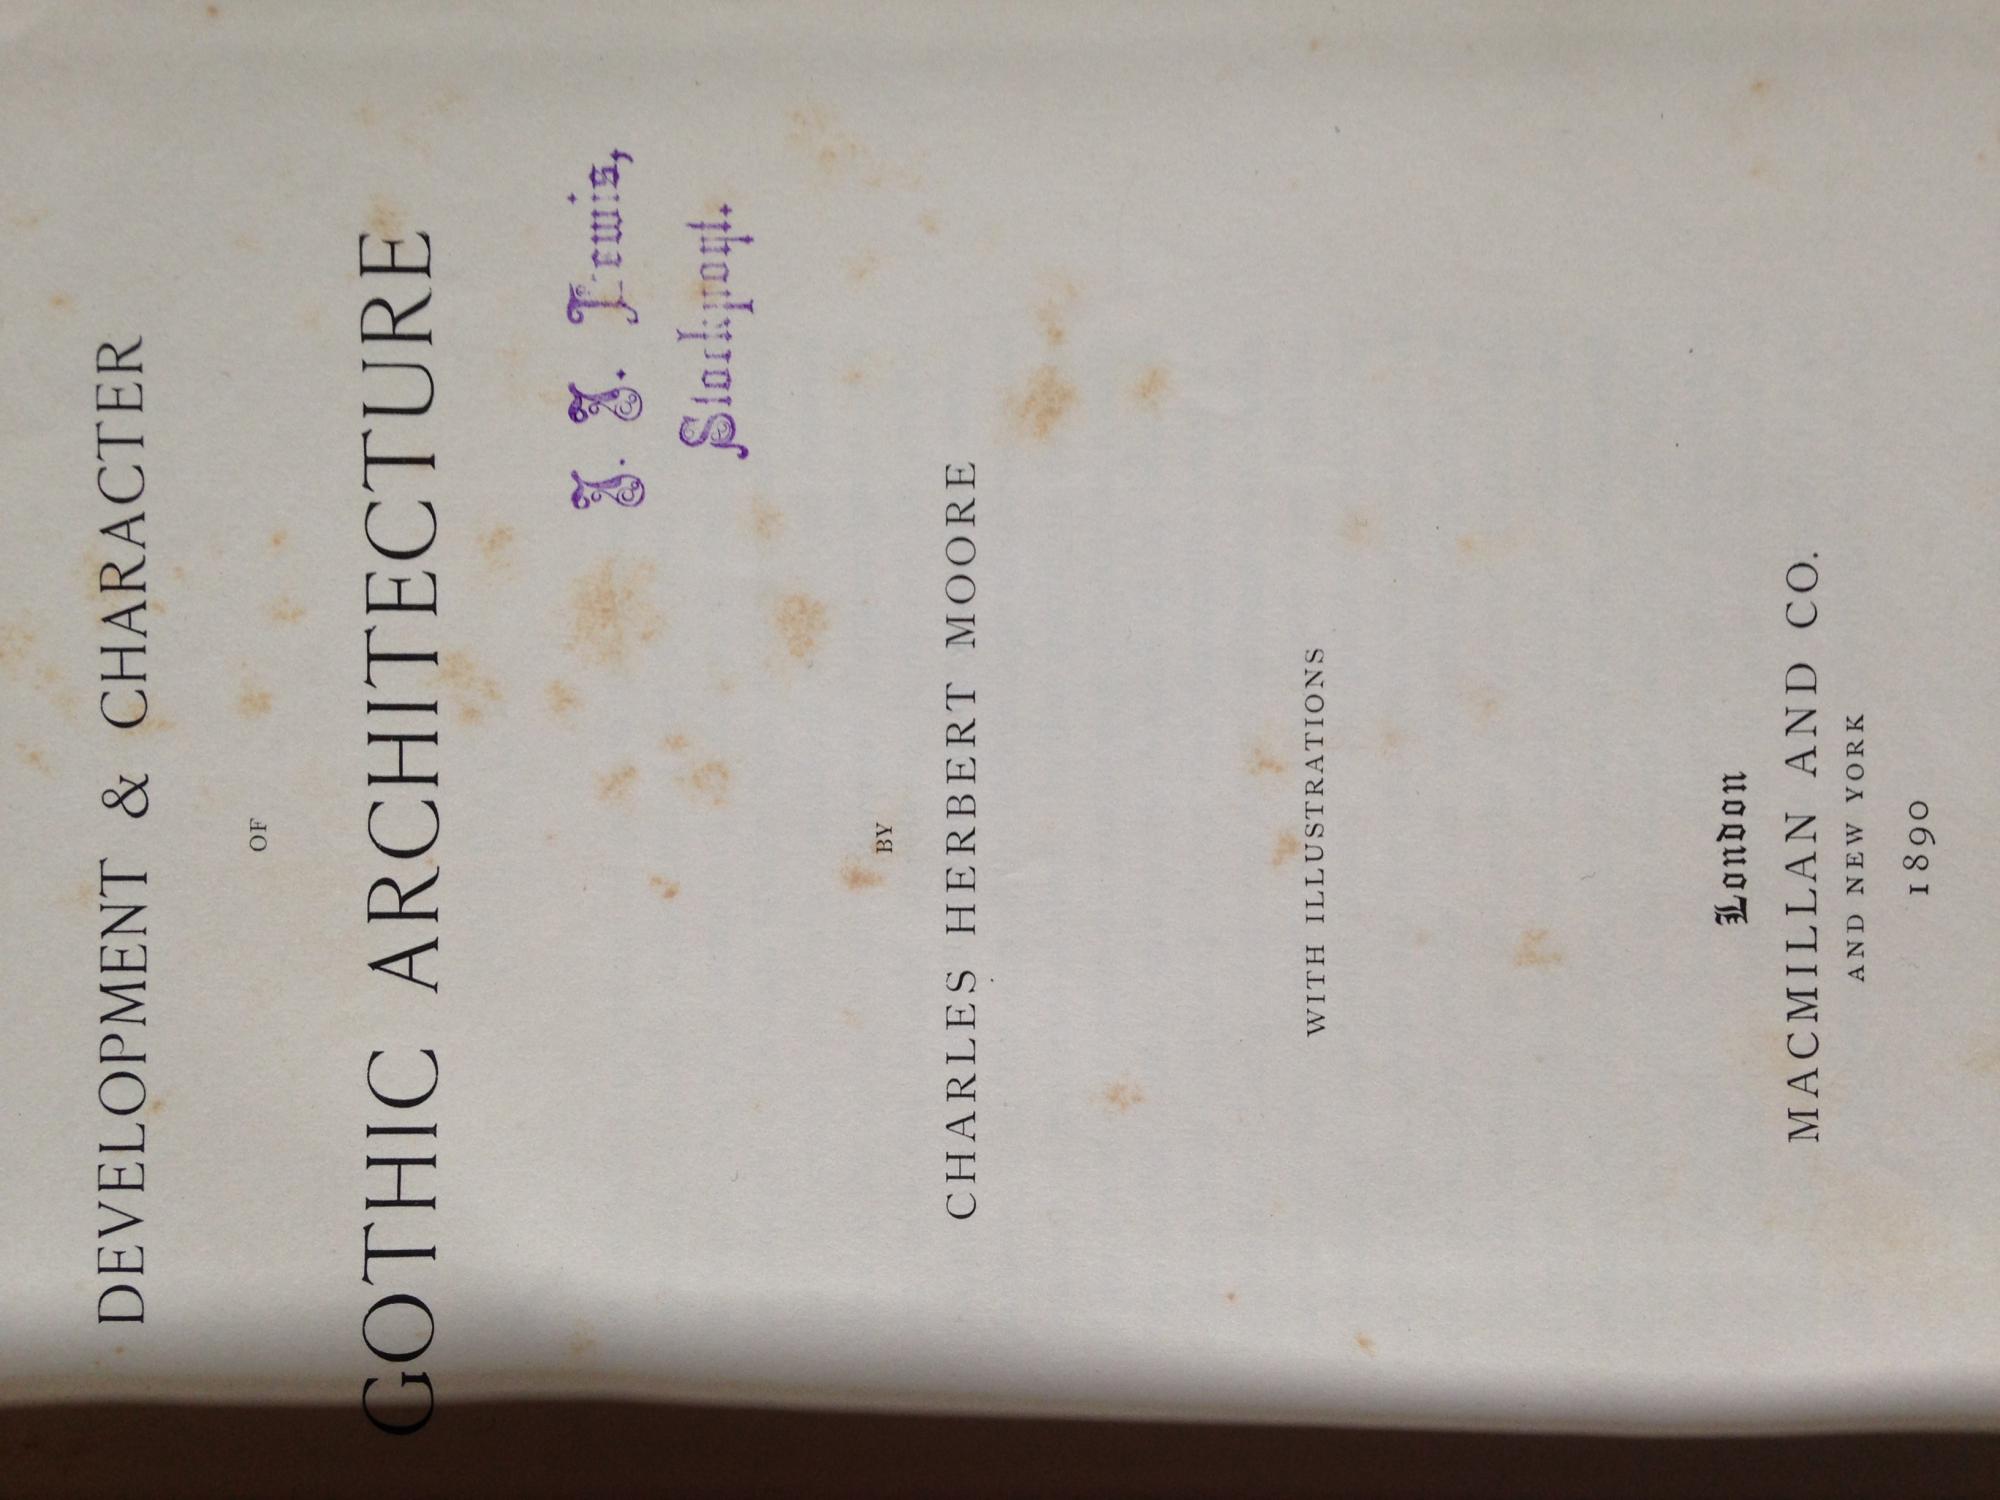 DEVELOPMENT & CHARACTER
OF
GOTHIC ARCHITECTURE
J. J. Lewis,
Stockport.
BY
CHARLES HERBERT MOORE
WITH ILLUSTRATIONS
London
MACMILLAN AND CO.
AND NEW YORK
1890